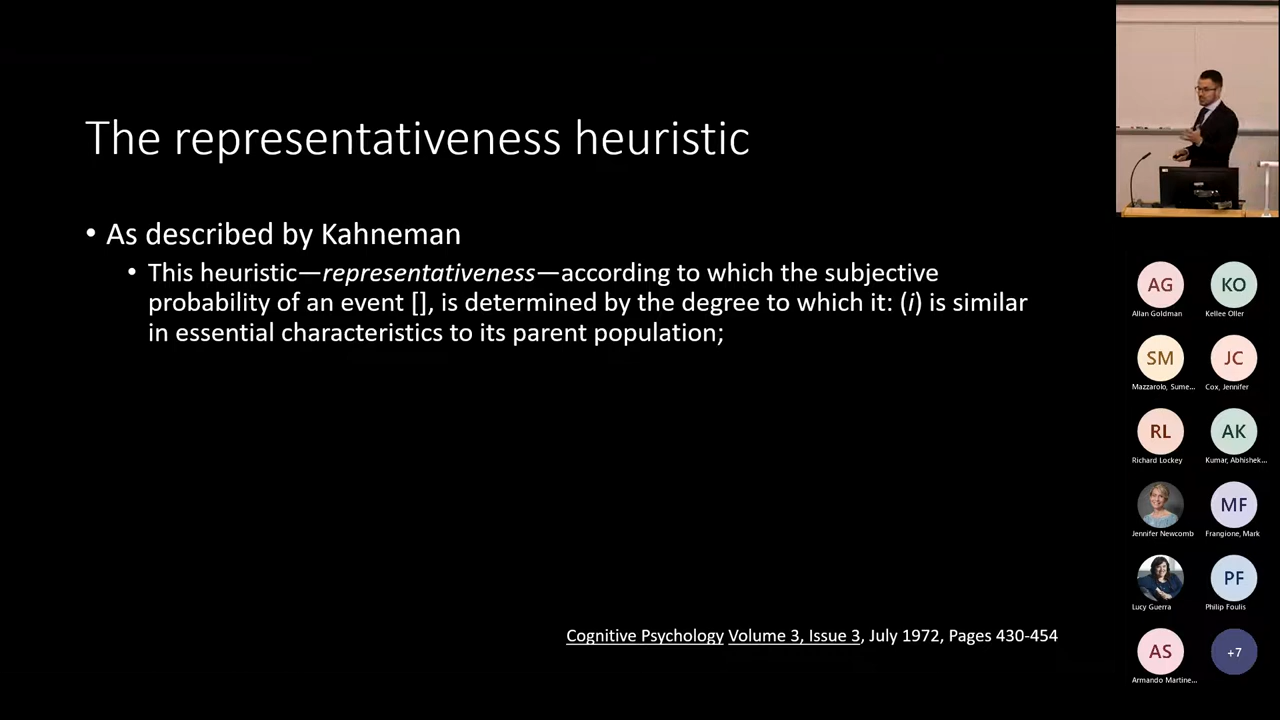 The representativeness heuristic
• As described by Kahneman
• This heuristic—representativeness—according to which the subjective
probability of an event [], is determined by the degree to which it: (i) is similar
in essential characteristics to its parent population;
Cognitive Psychology Volume 3, Issue 3, July 1972, Pages 430-454
AG
KO
Allan Goldman
Kellee Oller
SM
JC
Mazzarolo, Sume...
Cox, Jennifer
RL
AK
Richard Lockey
Kumar, Abhishek...
MF
Jennifer Newcomb
Frangione, Mark
PF
Lucy Guerra
Philip Foulis
AS
+7
Armando Martine...